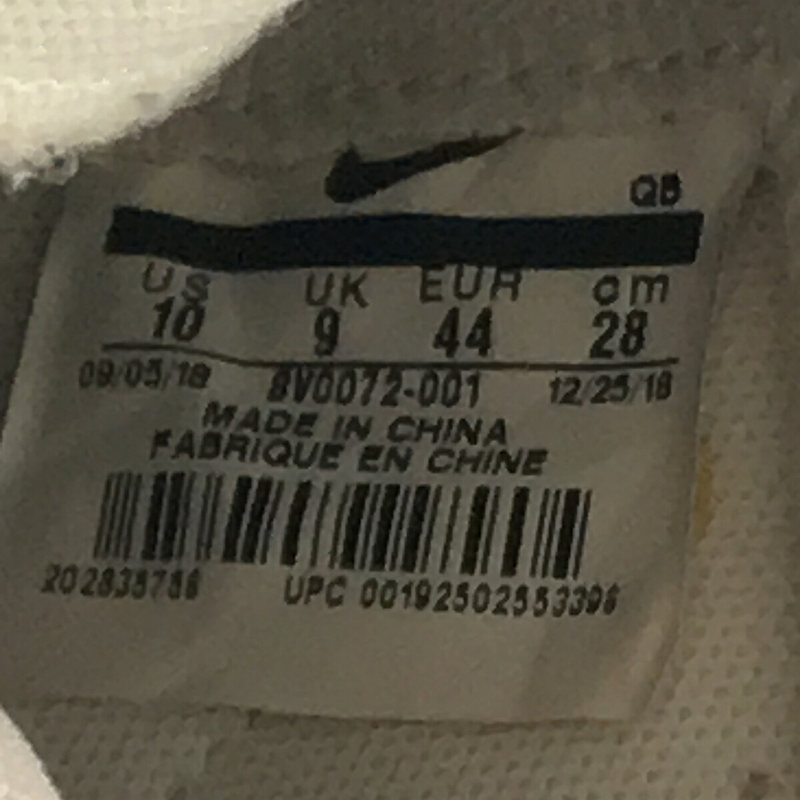 QB
US UK EUR cm
10 9 44 28
09/05/18 BV0072-001 12/25/18
MADE IN CHINA
FABRIQUE EN CHINE
UPC 00192502553396